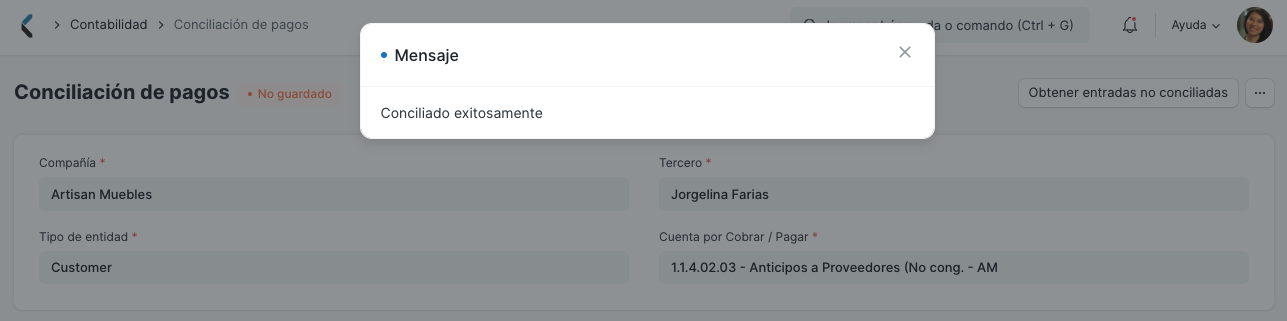 Contabilidad
Conciliación de pagos
o comando (Ctrl + G)
Ayuda
Mensaje
Conciliado exitosamente
Conciliación de pagos
No guardado
Obtener entradas no conciliadas
...
Compañía *
Artisan Muebles
Tercero *
Jorgelina Farias
Tipo de entidad *
Customer
Cuenta por Cobrar / Pagar *
1.1.4.02.03 - Anticipos a Proveedores (No cong. - AM